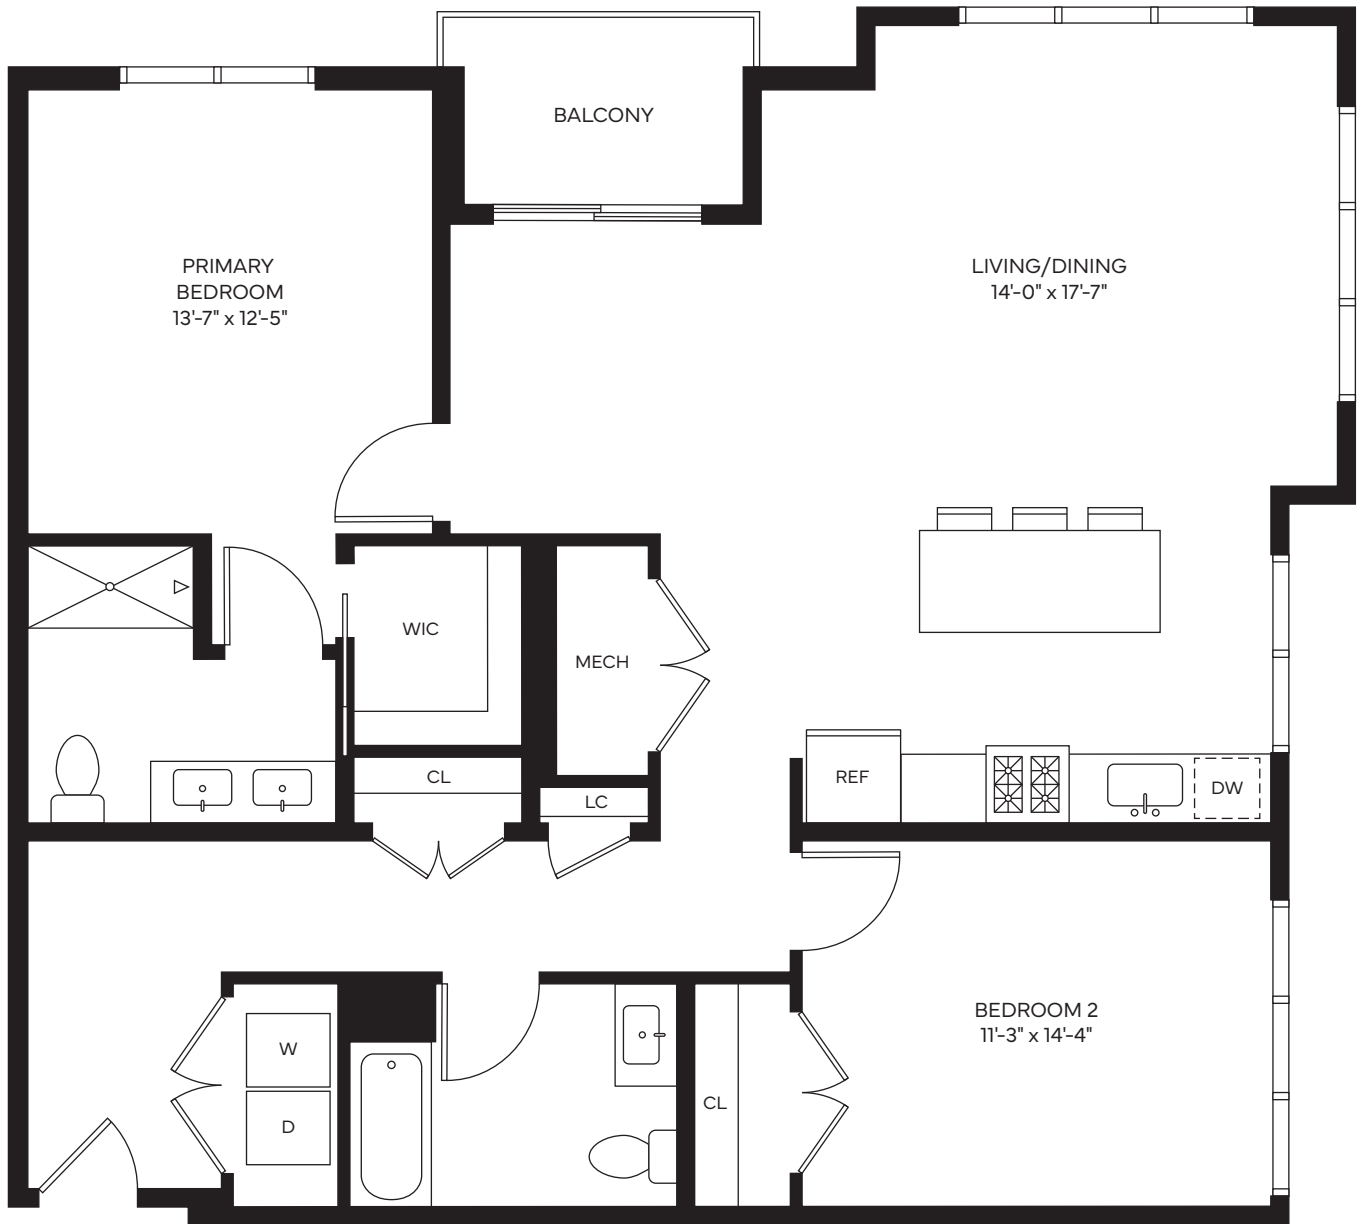 BALCONY
PRIMARY
BEDROOM
13'-7" x 12'-5"
LIVING/DINING
14'-0" x 17'-7"
WIC
MECH
CL
LC
REF
DW
BEDROOM 2
11'-3" x 14'-4"
W
D
CL